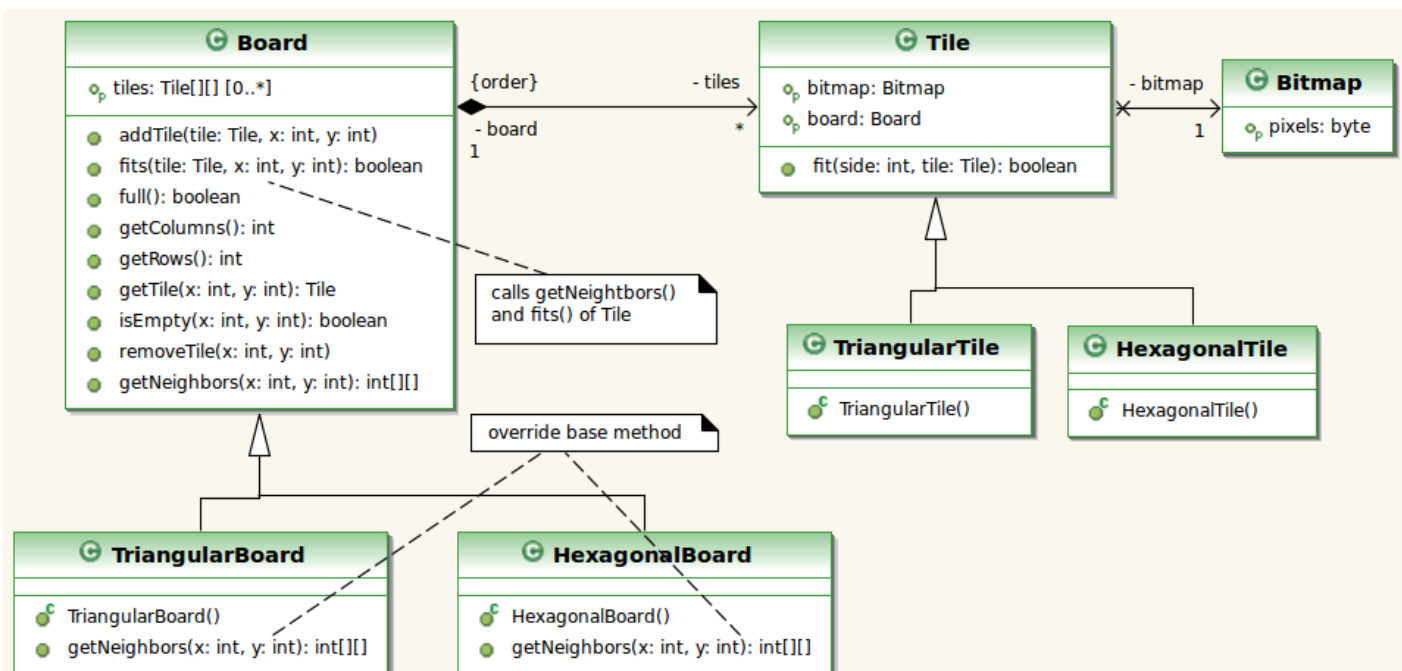 Board
tiles: Tile[][] [0..*]
addTile(tile: Tile, x: int, y: int)
fits(tile: Tile, x: int, y: int): boolean
full(): boolean
getColumns(): int
getRows(): int
getTile(x: int, y: int): Tile
isEmpty(x: int, y: int): boolean
removeTile(x: int, y: int)
getNeighbors(x: int, y: int): int[][]
{order}
- tiles
- board
*
1
Tile
bitmap: Bitmap
board: Board
fit(side: int, tile: Tile): boolean
- bitmap
1
Bitmap
pixels: byte
calls getNeightbors()
and fits() of Tile
TriangularTile
TriangularTile()
HexagonalTile
HexagonalTile()
override base method
TriangularBoard
TriangularBoard()
getNeighbors(x: int, y: int): int[][]
HexagonalBoard
HexagonalBoard()
getNeighbors(x: int, y: int): int[][]